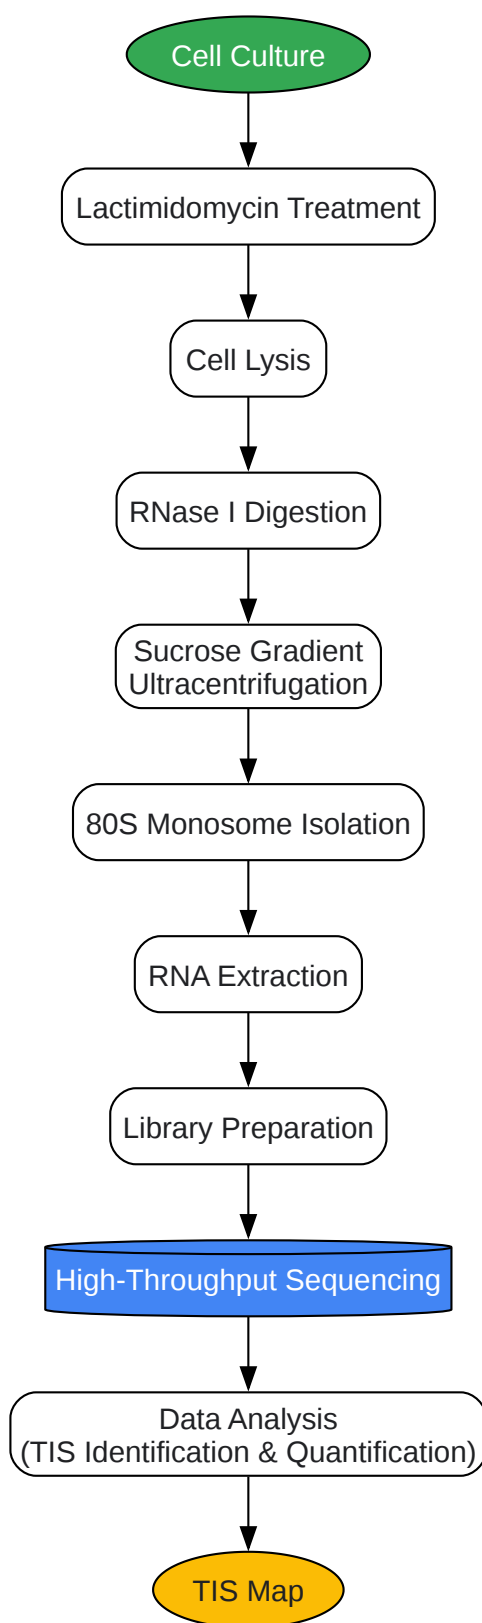 Cell Culture
Lactimidomycin Treatment
Cell Lysis
RNase I Digestion
Sucrose Gradient
Ultracentrifugation
80S Monosome Isolation
RNA Extraction
Library Preparation
High-Throughput Sequencing
Data Analysis
(TIS Identification & Quantification)
TIS Map